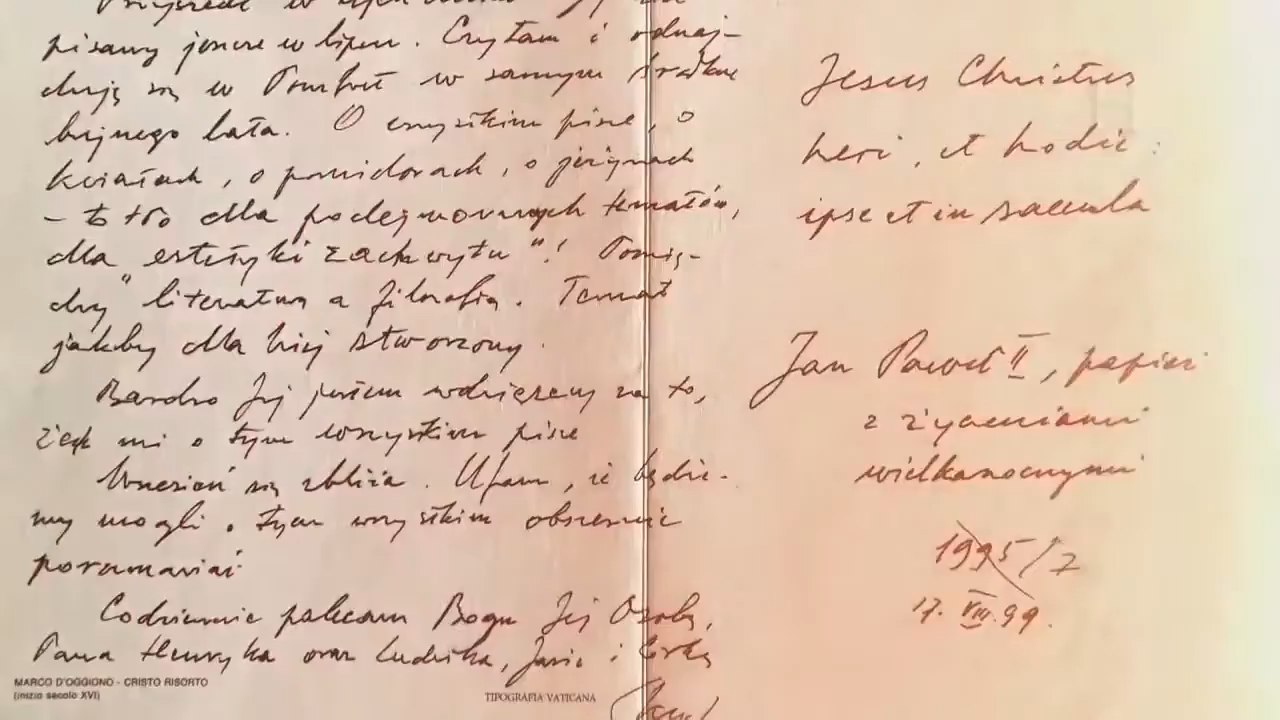 pisany jeszcze w lipcu. Czytam i odnaj-
duję się w Pomfret w samym środku
bujnego lata. O wszystkim pisze, o
kwiatach, o pomidorach, o jeżynach
- to tło dla podejmowanych tematów,
dla „estetyki zachwytu"! Pomię-
dzy literaturą a filozofią. Temat
jakby dla niej stworzony.
Bardzo Jej jestem wdzięczny za to,
że mi o tym wszystkim pisze
Wrzesień się zbliża. Ufam, że będzie-
my mogli o tym wszystkim obszernie
porozmawiać
Codziennie polecam Bogu Jej Osobę,
Pana Henryka oraz Ludwika, Jasia i
MARCO D'OGGIONO - CRISTO RISORTO
(inizio secolo XVI)
TIPOGRAFIA VATICANA
Jesus Christus
heri, et hodie:
ipse et in saecula
Jan Paweł II, papież
z życzeniami
wielkanocnymi
1995/7
17. VIII. 99.